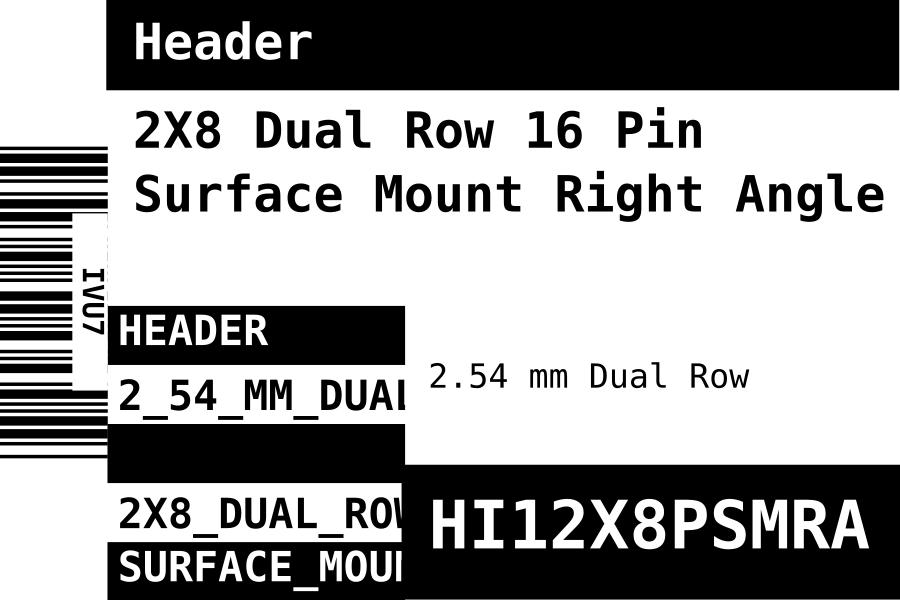 Header
2X8 Dual Row 16 Pin
Surface Mount Right Angle
IVU7
HEADER
2_54_MM_DUAL
2.54 mm Dual Row
2X8_DUAL_ROW
SURFACE_MOUN
HI12X8PSMRA